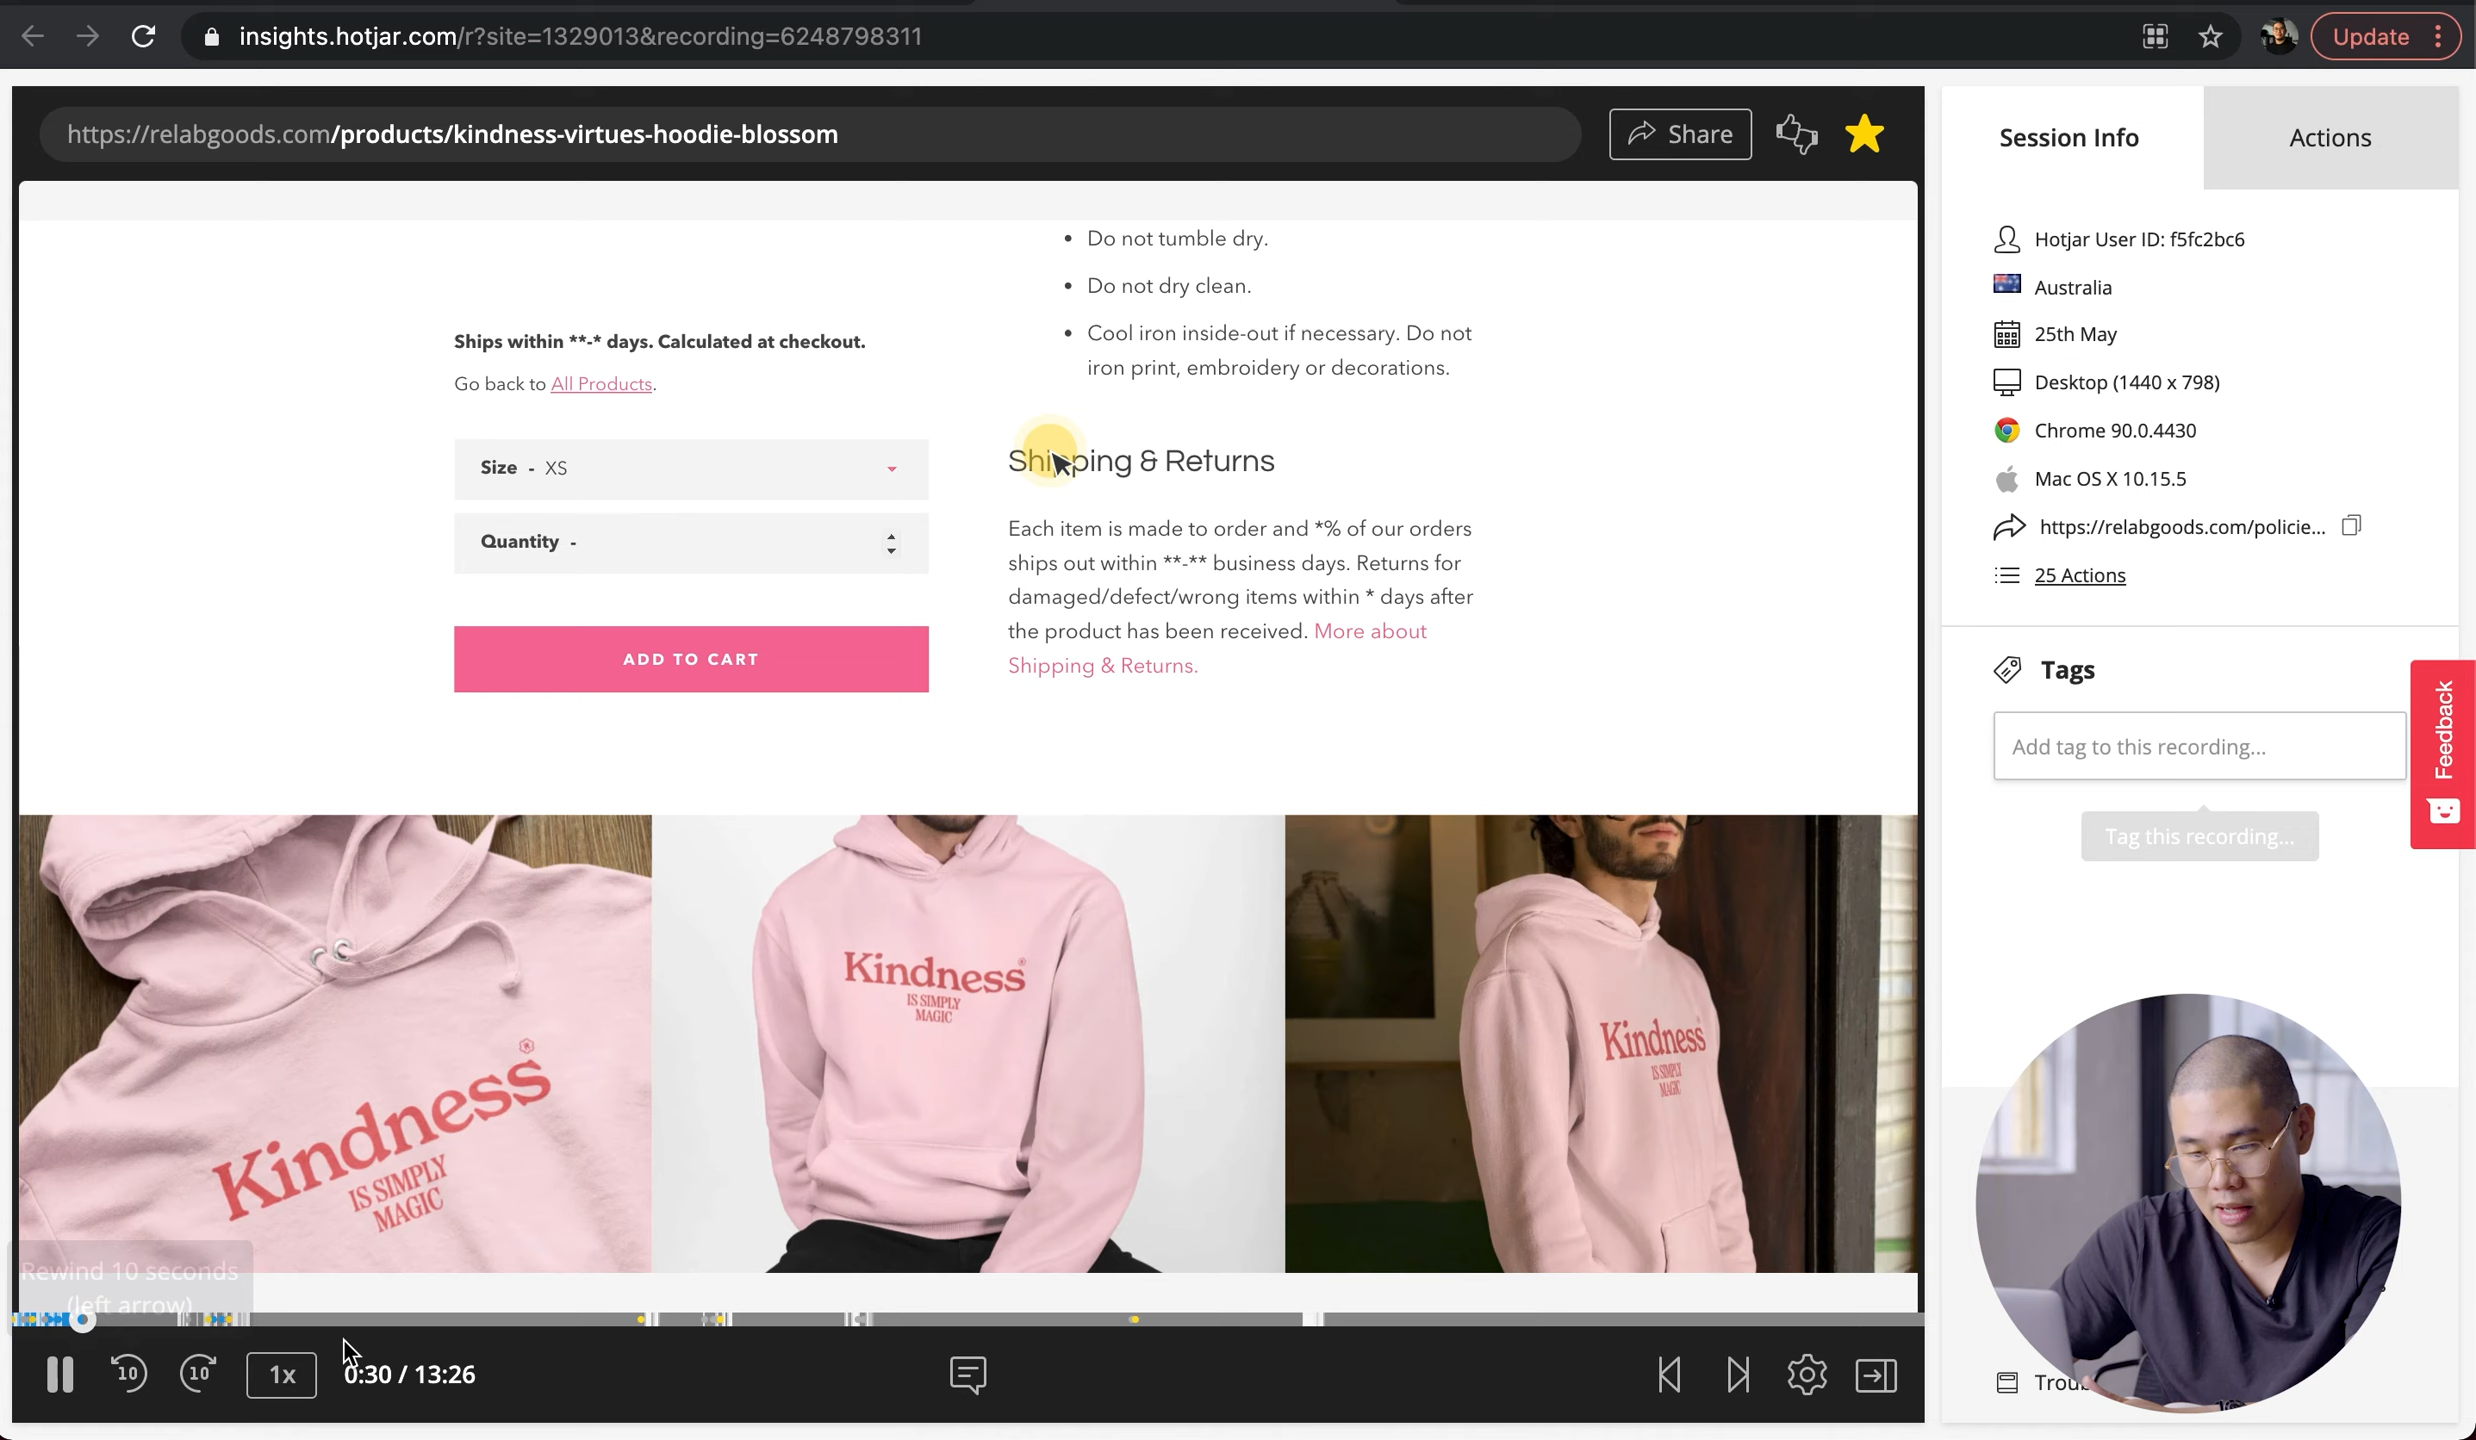 insights.hotjar.com/r?site=1329013&recording=6248798311
Update
https://relabgoods.com/products/kindness-virtues-hoodie-blossom
Share
Session Info
Actions
Do not tumble dry.
Do not dry clean.
Cool iron inside-out if necessary. Do not
iron print, embroidery or decorations.
Ships within **-* days. Calculated at checkout.
Go back to All Products.
Size - XS
Quantity -
ADD TO CART
Shipping & Returns
Each item is made to order and *% of our orders
ships out within **-** business days. Returns for
damaged/defect/wrong items within * days after
the product has been received. More about
Shipping & Returns.
Hotjar User ID: f5fc2bc6
Australia
25th May
Desktop (1440 x 798)
Chrome 90.0.4430
Mac OS X 10.15.5
https://relabgoods.com/policie...
25 Actions
Tags
Add tag to this recording...
Tag this recording...
Feedback
Kindness
IS SIMPLY
MAGIC
Kindness
IS SIMPLY
MAGIC
Kindness
IS SIMPLY
MAGIC
Rewind 10 seconds
(left arrow)
10
10
1x
0:30 / 13:26